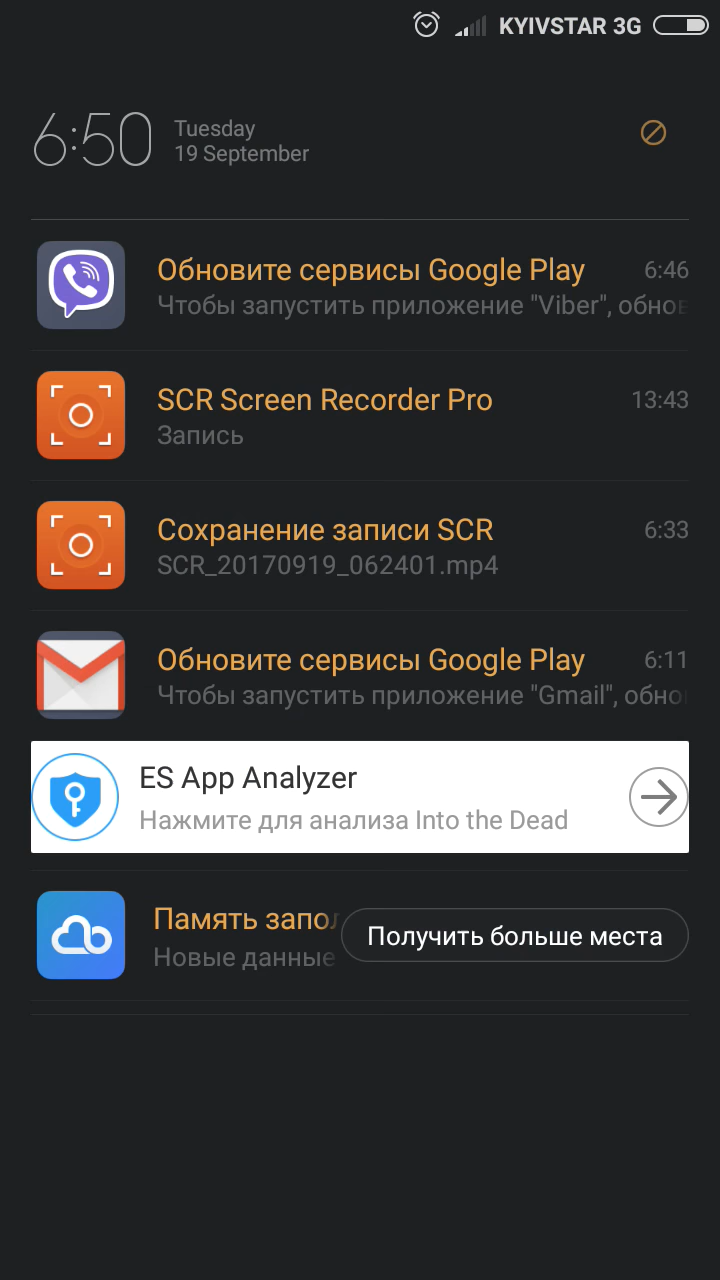 KYIVSTAR 3G
6:50
Tuesday
19 September
Обновите сервисы Google Play 6:46
Чтобы запустить приложение "Viber", обнов
SCR Screen Recorder Pro 13:43
Запись
Сохранение записи SCR 6:33
SCR_20170919_062401.mp4
Обновите сервисы Google Play 6:11
Чтобы запустить приложение "Gmail", обно
ES App Analyzer
Нажмите для анализа Into the Dead
Память запол
Получить больше места
Новые данные